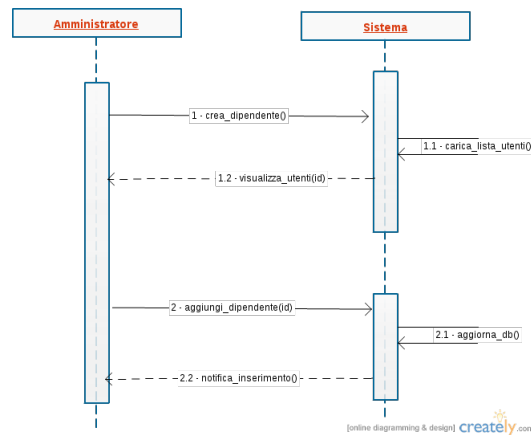 Amministratore
Sistema
1 - crea_dipendente()
1.1 - carica_lista_utenti()
1.2 - visualizza_utenti(id)
2 - aggiungi_dipendente(id)
2.1 - aggiorna_db()
2.2 - notifica_inserimento()
[online diagramming & design] creately.com